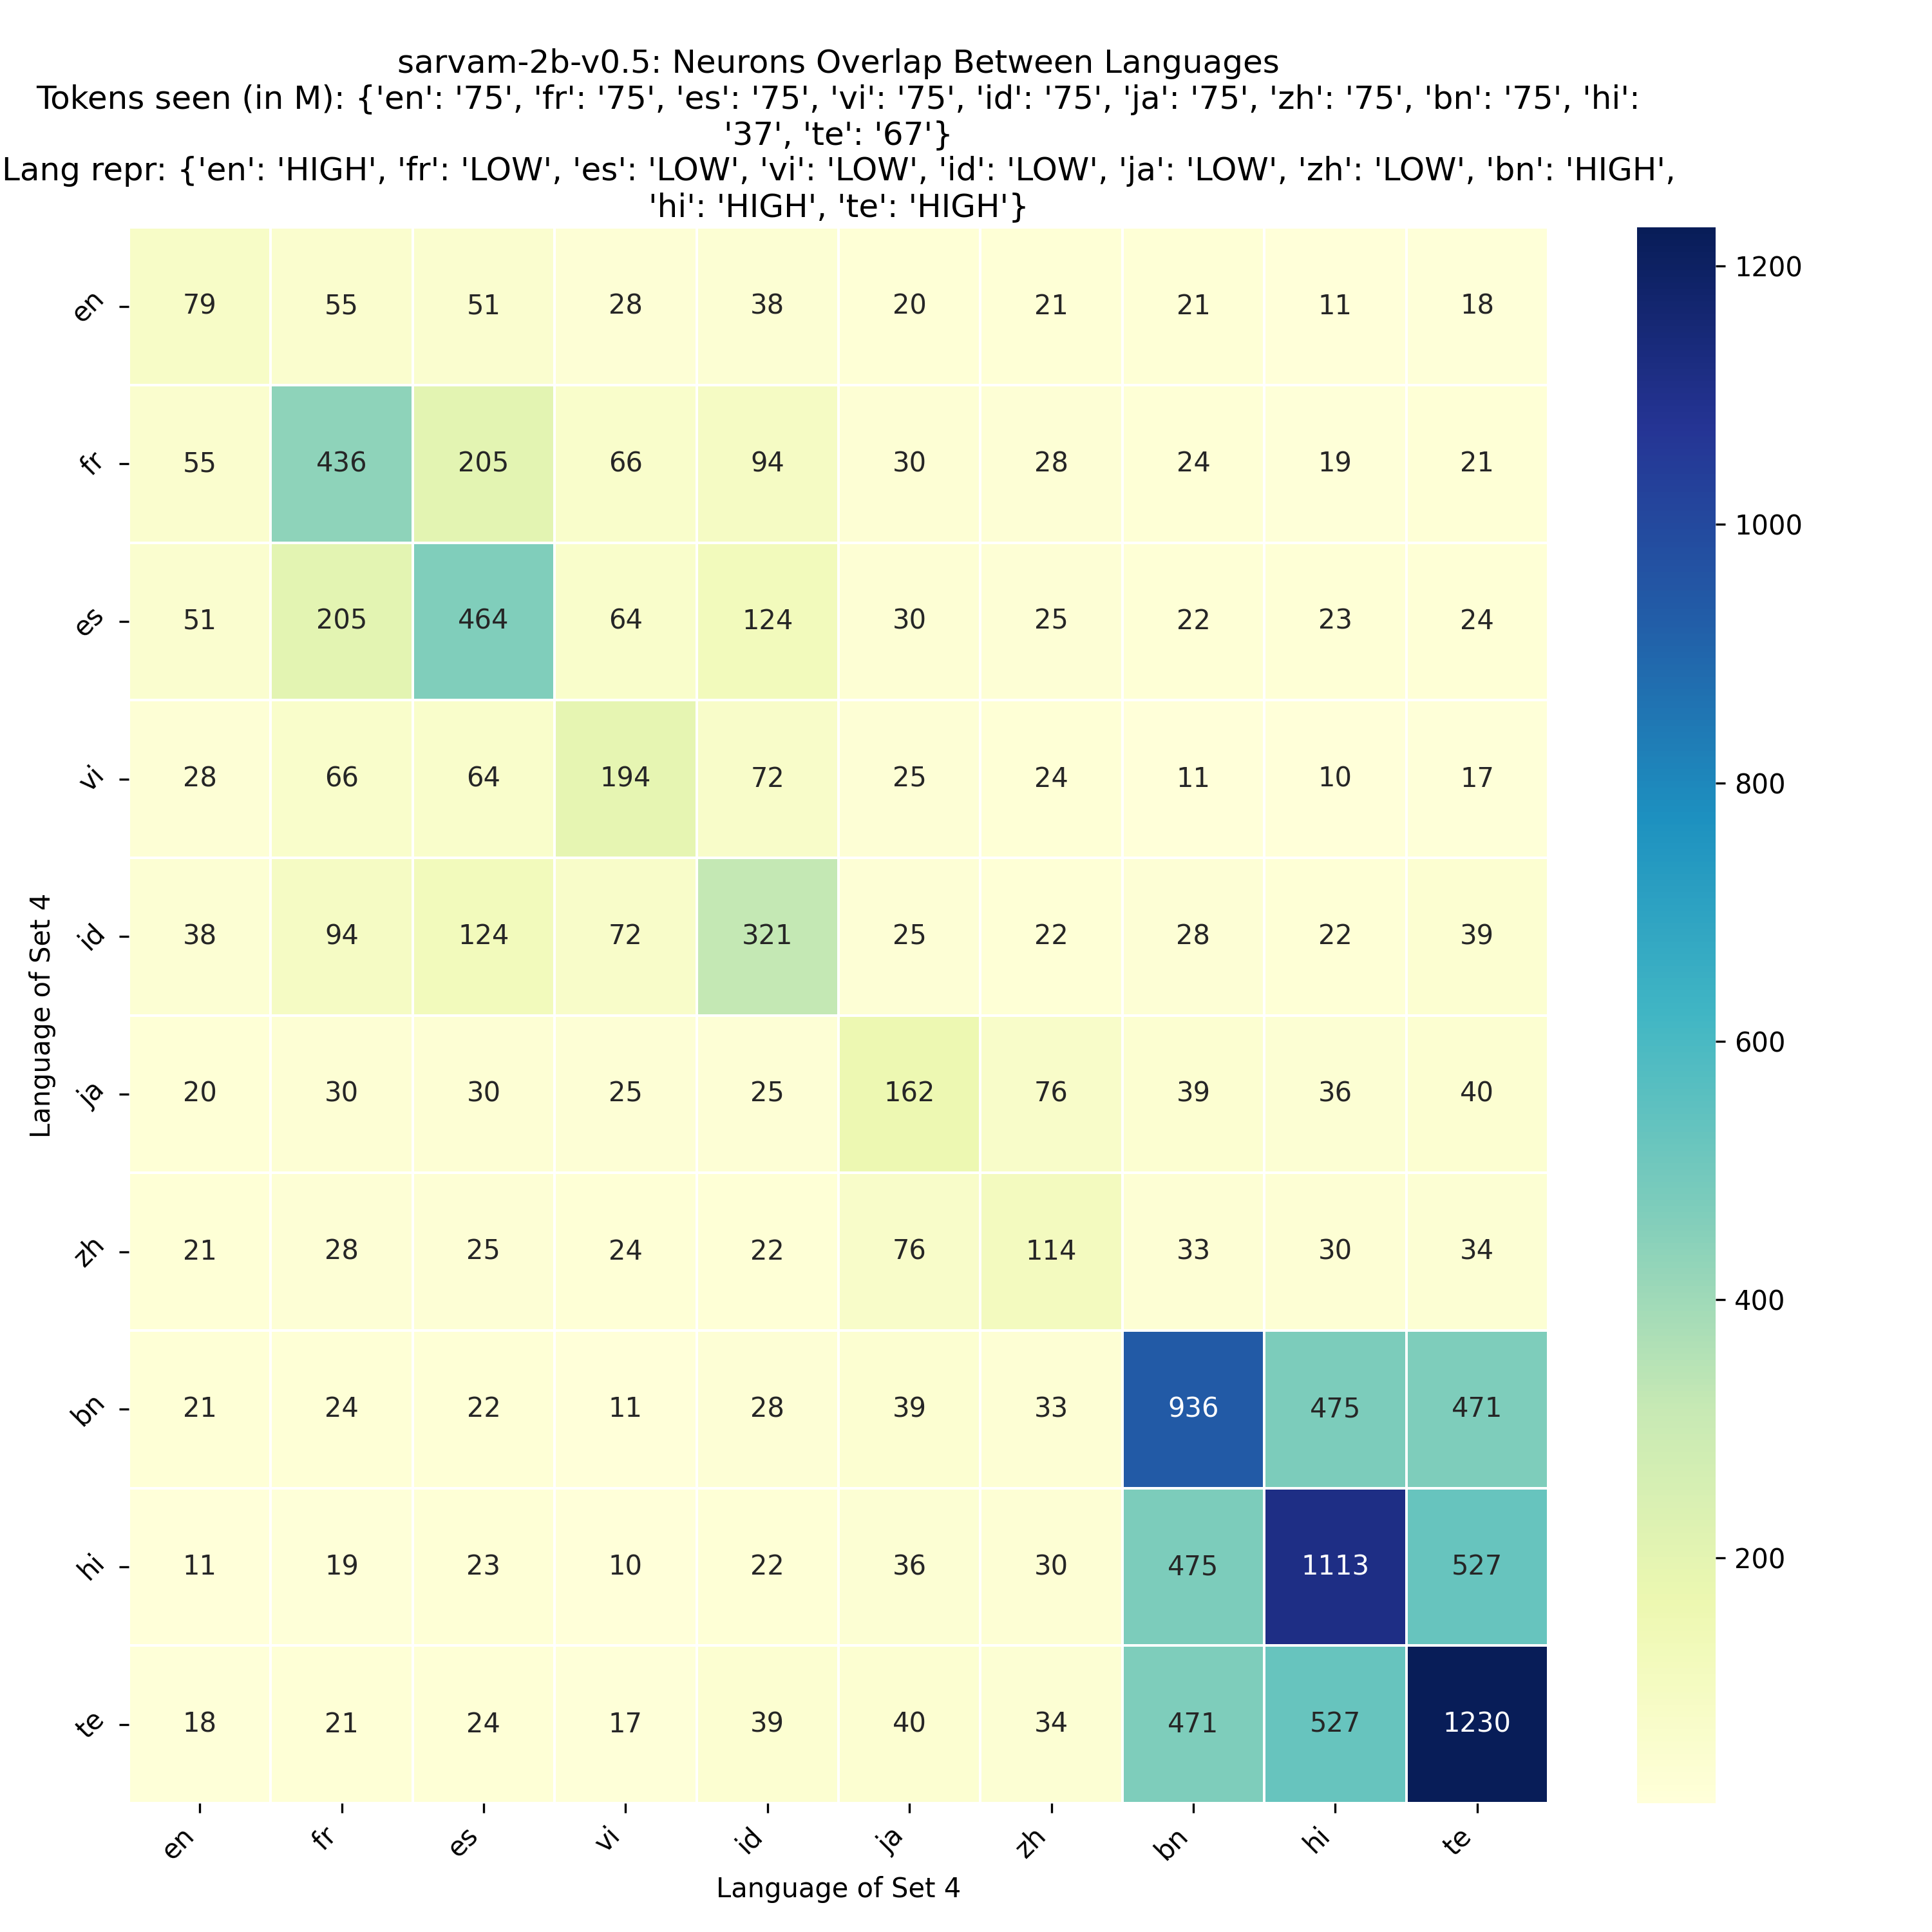 sarvam-2b-v0.5: Neurons Overlap Between Languages
Tokens seen (in M): {'en': '75', 'fr': '75', 'es': '75', 'vi': '75', 'id': '75', 'ja': '75', 'zh': '75', 'bn': '75', 'hi':
'37', 'te': '67'}
Lang repr: {'en': 'HIGH', 'fr': 'LOW', 'es': 'LOW', 'vi': 'LOW', 'id': 'LOW', 'ja': 'LOW', 'zh': 'LOW', 'bn': 'HIGH',
'hi': 'HIGH', 'te': 'HIGH'}
en 79 55 51 28 38 20 21 21 11 18
fr 55 436 205 66 94 30 28 24 19 21
es 51 205 464 64 124 30 25 22 23 24
vi 28 66 64 194 72 25 24 11 10 17
id 38 94 124 72 321 25 22 28 22 39
ja 20 30 30 25 25 162 76 39 36 40
zh 21 28 25 24 22 76 114 33 30 34
bn 21 24 22 11 28 39 33 936 475 471
hi 11 19 23 10 22 36 30 475 1113 527
te 18 21 24 17 39 40 34 471 527 1230
en fr es vi id ja zh bn hi te
Language of Set 4
Language of Set 4
1200
1000
800
600
400
200